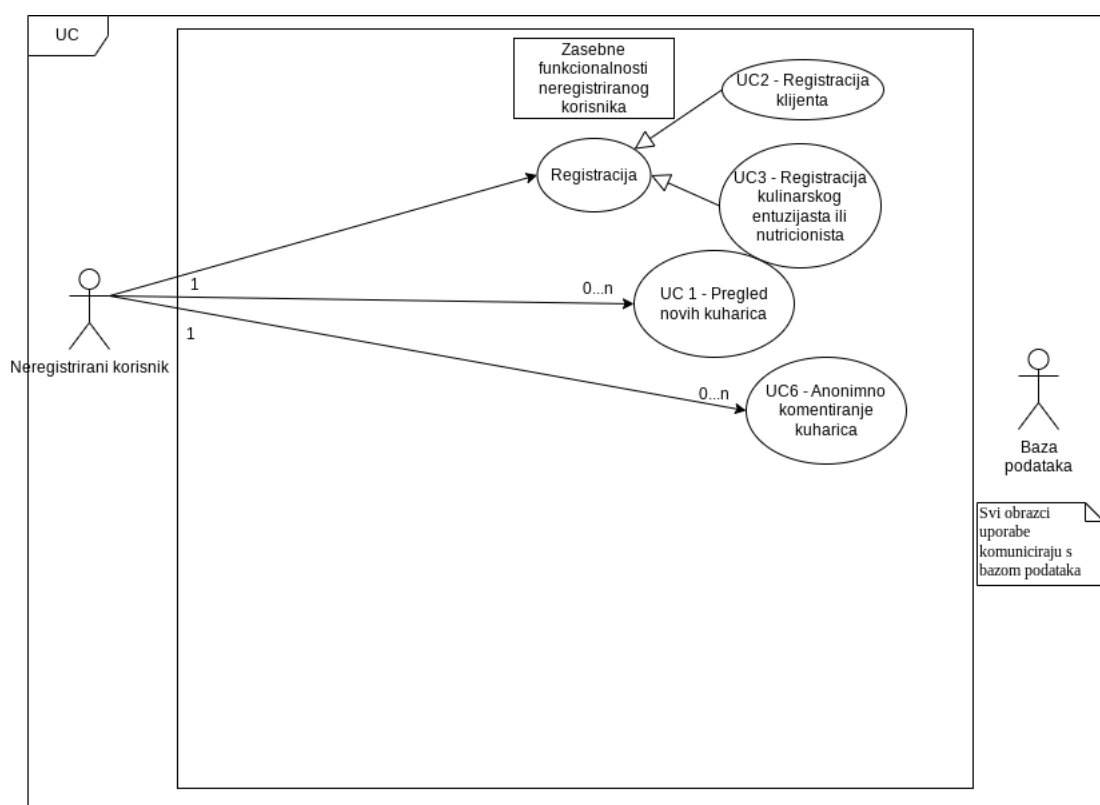 UC
Zasebne
funkcionalnosti
neregistriranog
korisnika
UC2 - Registracija
klijenta
Registracija
UC3 - Registracija
kulinarskog
entuzijasta ili
nutricionista
1
0...n
UC 1 - Pregled
novih kuharica
1
Neregistrirani korisnik
0...n
UC6 - Anonimno
komentiranje
kuharica
Baza
podataka
Svi obrazci
uporabe
komuniciraju s
bazom podataka